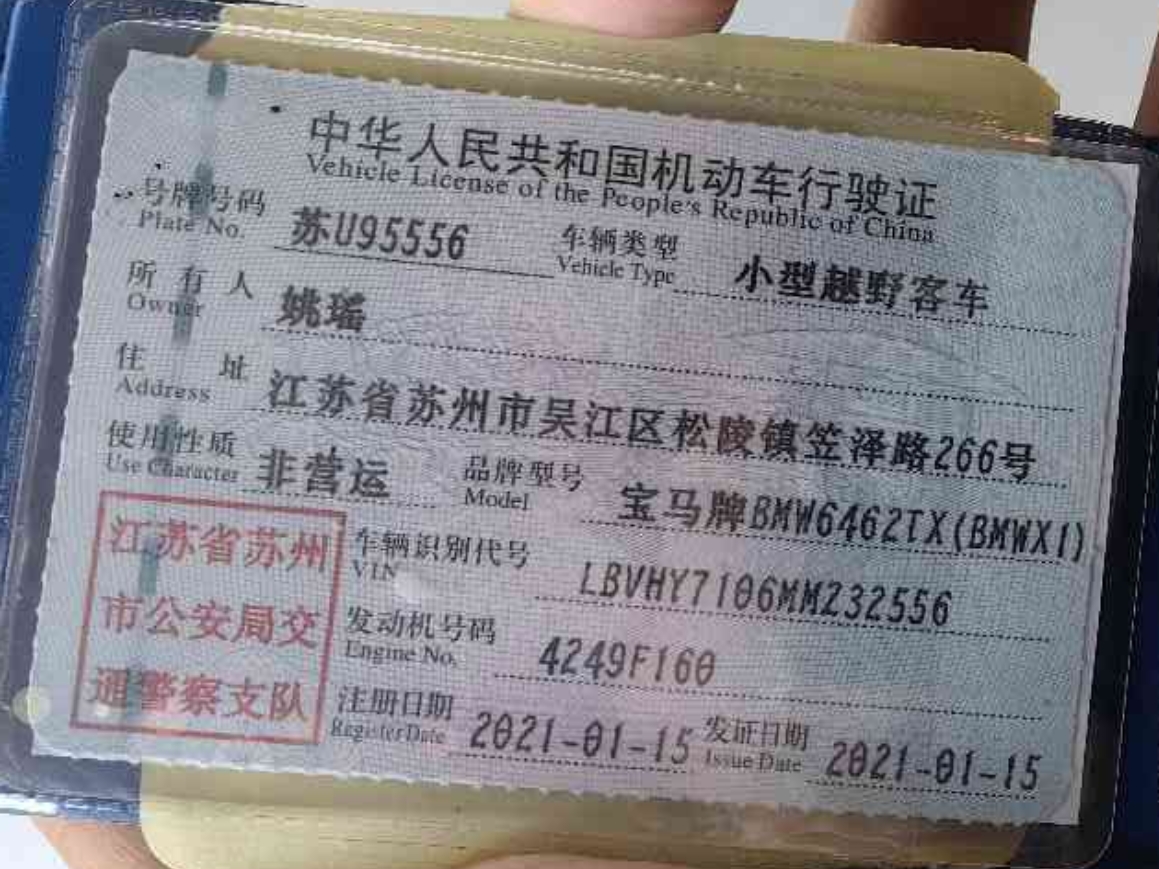 中华人民共和国机动车行驶证
Vehicle License of the People's Republic of China
号牌号码 苏U95556 车辆类型 小型越野客车
Plate No. Vehicle Type
所有人 姚瑶
Owner
住址 江苏省苏州市吴江区松陵镇笠泽路266号
Address
使用性质 非营运 品牌型号 宝马牌BMW6462TX(BMWX1)
Use Character Model
江苏省苏州
市公安局交
通警察支队
车辆识别代号 LBVHY7106MMZ32556
VIN
发动机号码 4249F160
Engine No.
注册日期 2021-01-15 发证日期 2021-01-15
Register Date Issue Date